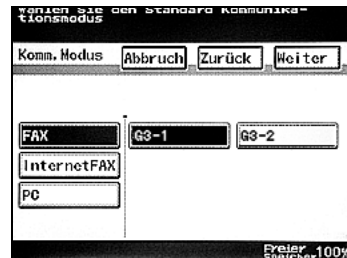 Wählen Sie den Standard Kommunika-
tionsmodus
Komm. Modus Abbruch Zurück Weiter
FAX G3-1 G3-2
InternetFAX
PC
Freier
Speicher 100%